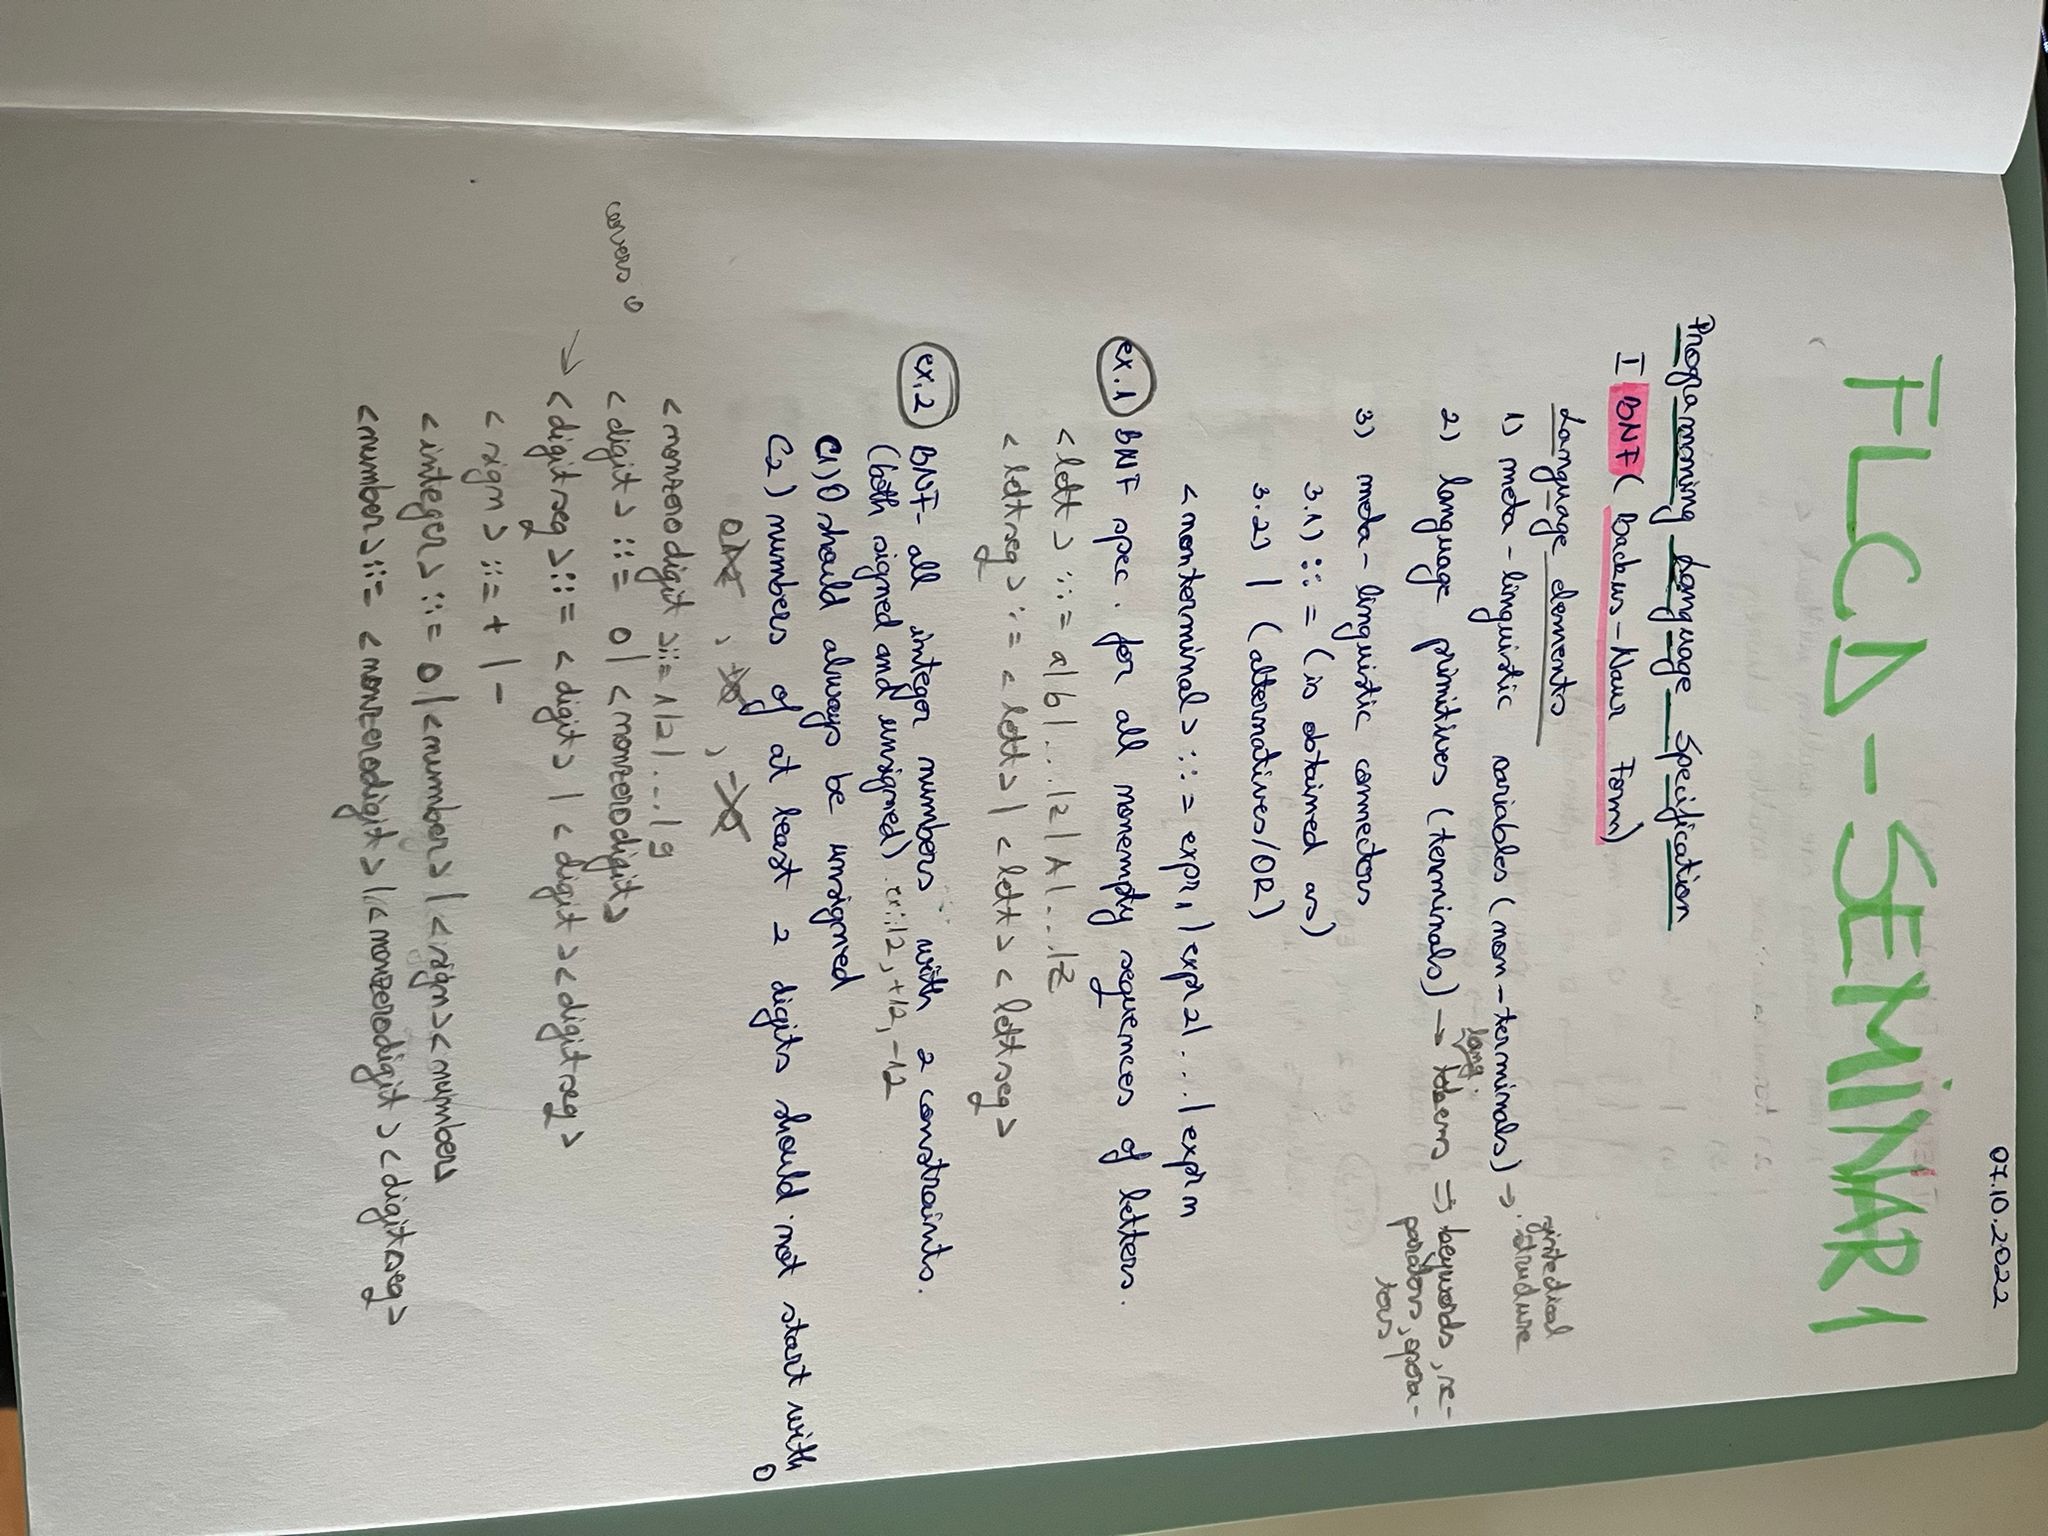 07.10.2022
FLCD - SEMINAR 1
Programming Language Specification
I BNF (Backus-Naur Form)
Language elements
1) meta-linguistic variables (non-terminals) → sintectical structure
2) language primitives (terminals) → lang. tokens => keywords, se-
parators, opera-
tors
3) meta-linguistic connectors
3.1) ::= (is obtained as)
3.2) | (alternatives/OR)
<nonterminal> ::= expr1 | expr2 | ... | expr n
ex.1 BNF spec. for all nonempty sequences of letters.
<lett> ::= a|b|...|z|A|...|Z
<lettseq> := <lett> | <lett><lettseq>
ex.2 BNF- all integer numbers with 2 constraints.
(both signed and unsigned) ex: 12, +12, -12
C1) 0 should always be unsigned
C2) numbers of at least 2 digits should not start with
0
012, +0, -0
<nonzerodigit> ::= 1|2|...|9
covers 0
<digit> ::= 0 | <nonzerodigit>
→ <digitseq> ::= <digit> | <digit><digitseq>
<sign> ::= + | -
<integer> ::= 0 | <number> | <sign><number>
<number> ::= <nonzerodigit> | <nonzerodigit><digitseq>